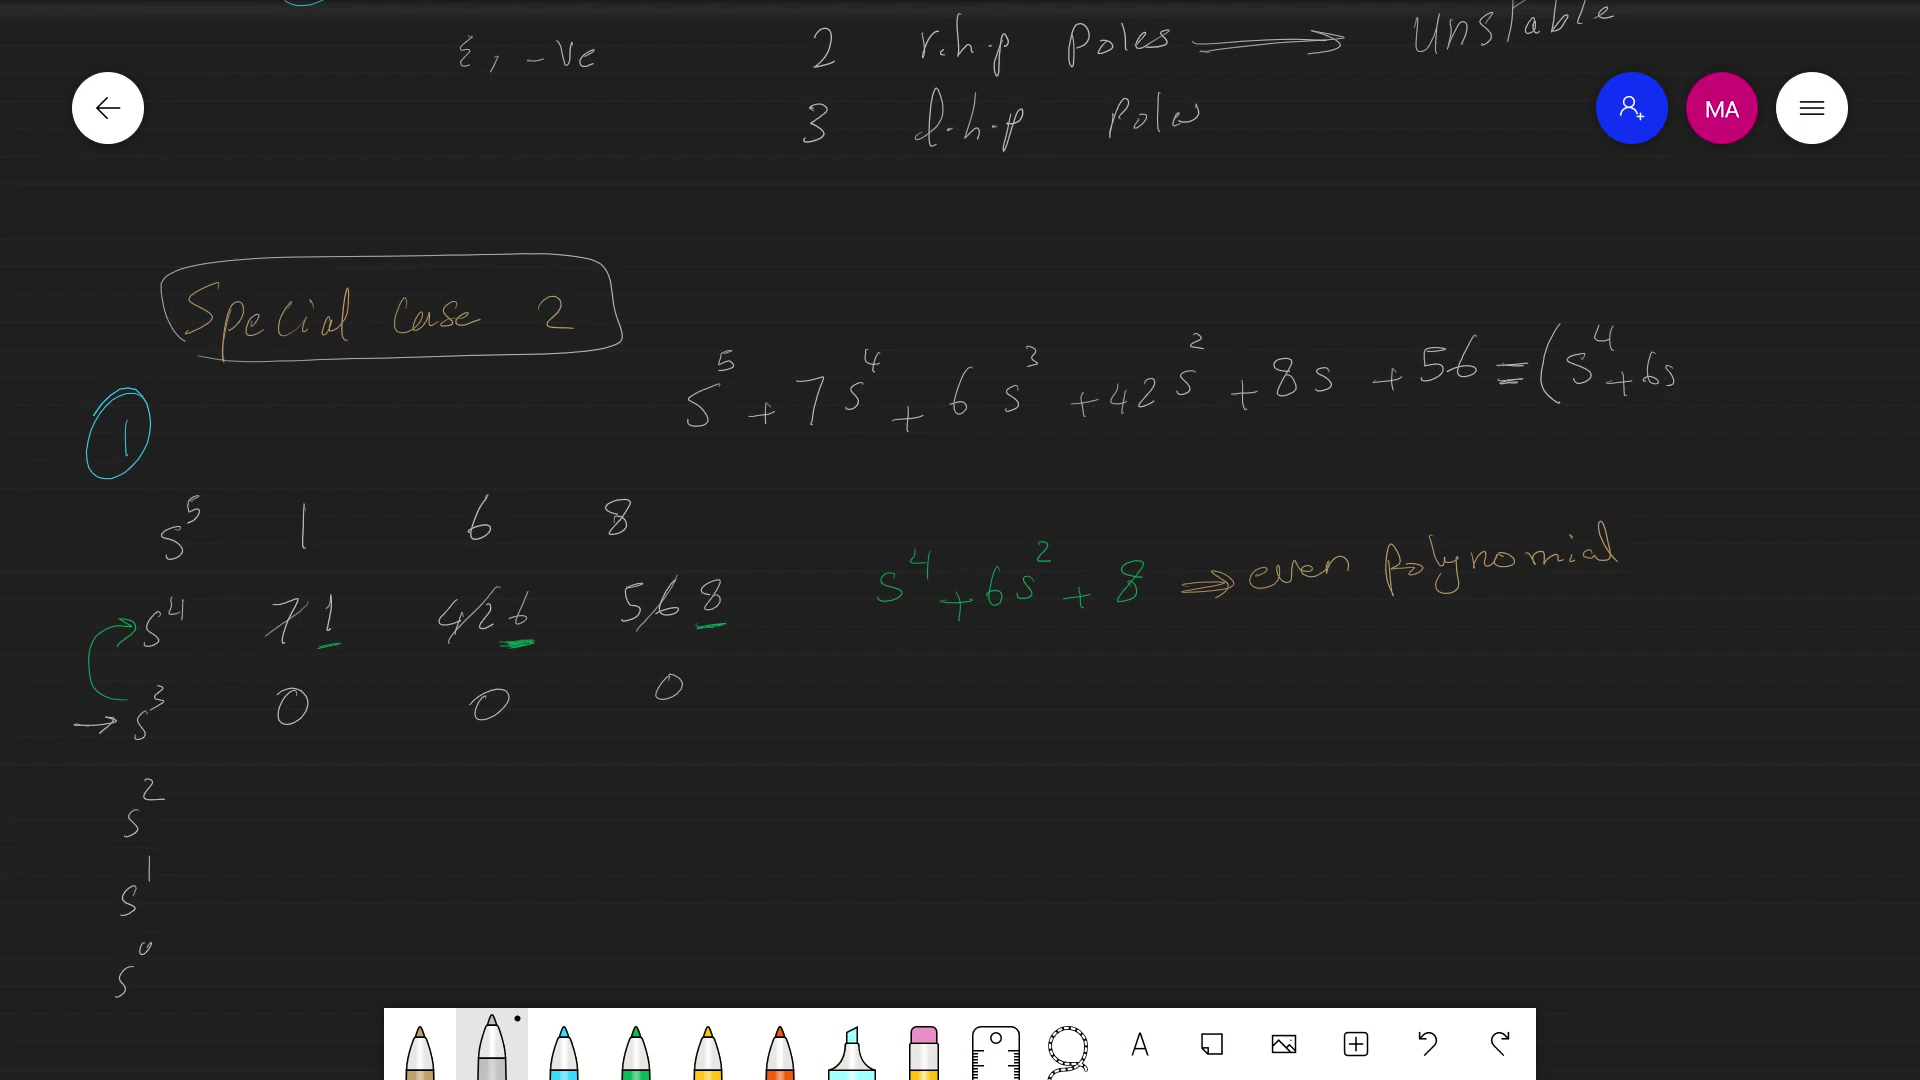 ε, -ve 2 r.h.p Poles ⟹ Unstable
3 l.h.p Poles
MA
Special Case 2
s⁵ + 7s⁴ + 6s³ + 42s² + 8s + 56 = (s⁴ + 6s
1
s⁵ 1 6 8
s⁴ 7 1 42 6 56 8
s⁴ + 6s² + 8 ⟹ even polynomial
→ s³ 0 0 0
s²
s¹
s⁰
A